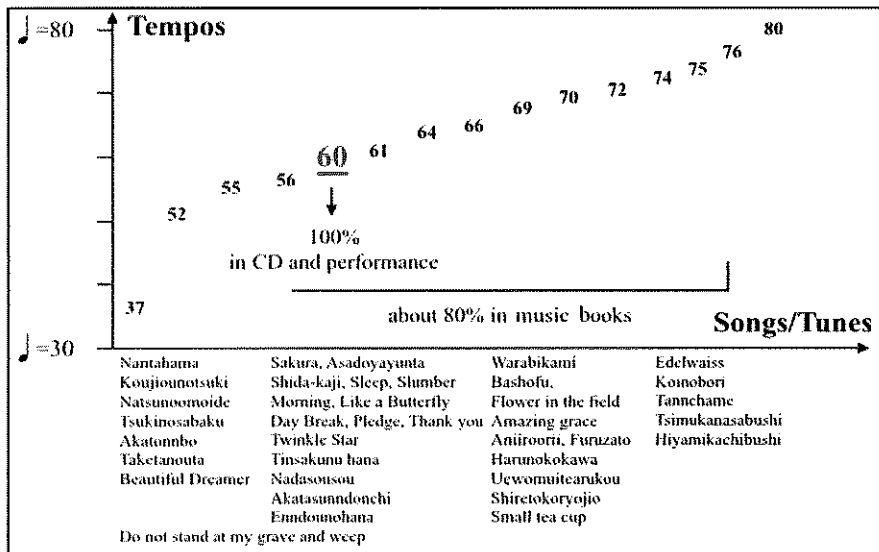 ♩=80 Tempos
80
76
75
74
72
70
69
66
64
61
60
56
55
52
37
100%
in CD and performance
about 80% in music books
Songs/Tunes
♩=30
Nantahama
Koujiounotsuki
Natsunoomoide
Tsukinosabaku
Akatonnbo
Taketanouta
Beautiful Dreamer
Do not stand at my grave and weep
Sakura, Asadoyayunta
Shida-kaji, Sleep, Slumber
Morning, Like a Butterfly
Day Break, Pledge, Thank you
Twinkle Star
Tinsakunu hana
Nadasousou
Akatasunndonchi
Enndounohana
Warabikami
Bashofu,
Flower in the field
Amazing grace
Aniiroorii, Furuzato
Harunokokawa
Uewomuitearukou
Shiretokoryojio
Small tea cup
Edelwaiss
Koinobori
Tannchame
Tsimukanasabushi
Hiyamikachibushi